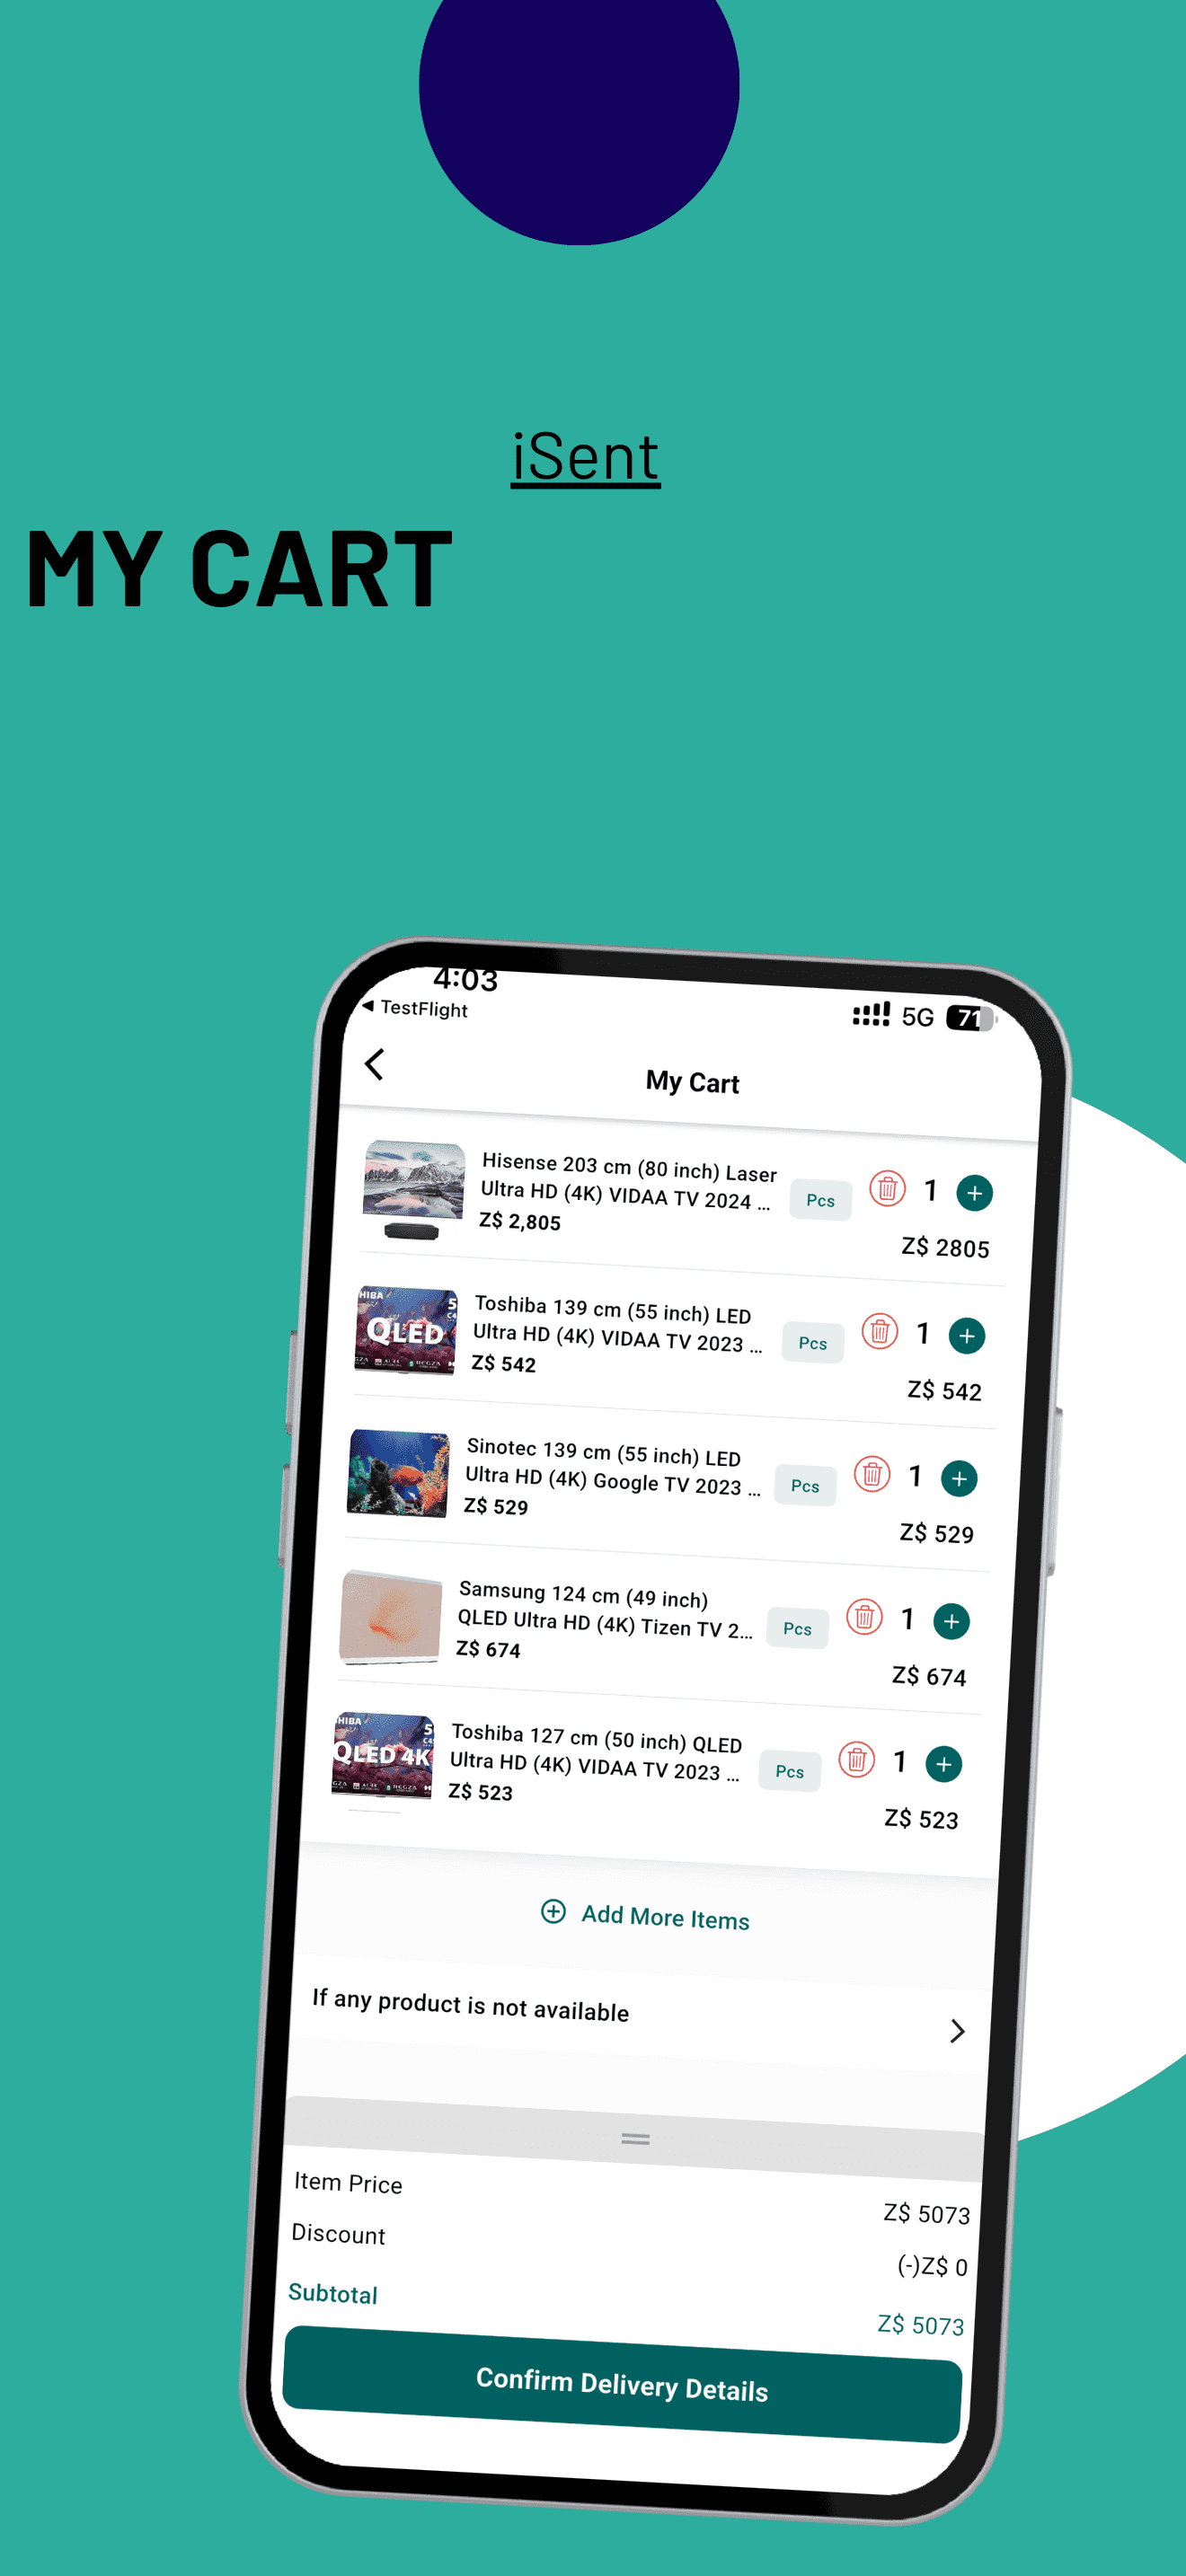 iSent
MY CART
4:03
◀ TestFlight
5G 71
My Cart
Hisense 203 cm (80 inch) Laser
Ultra HD (4K) VIDAA TV 2024 ...
Z$ 2,805
Pcs
1
Z$ 2805
HIBA
QLED
Toshiba 139 cm (55 inch) LED
Ultra HD (4K) VIDAA TV 2023 ...
Z$ 542
Pcs
1
Z$ 542
Sinotec 139 cm (55 inch) LED
Ultra HD (4K) Google TV 2023 ...
Z$ 529
Pcs
1
Z$ 529
Samsung 124 cm (49 inch)
QLED Ultra HD (4K) Tizen TV 2...
Z$ 674
Pcs
1
Z$ 674
HIBA
QLED 4K
Toshiba 127 cm (50 inch) QLED
Ultra HD (4K) VIDAA TV 2023 ...
Z$ 523
Pcs
1
Z$ 523
Add More Items
If any product is not available
Item Price
Z$ 5073
Discount
(-)Z$ 0
Subtotal
Z$ 5073
Confirm Delivery Details